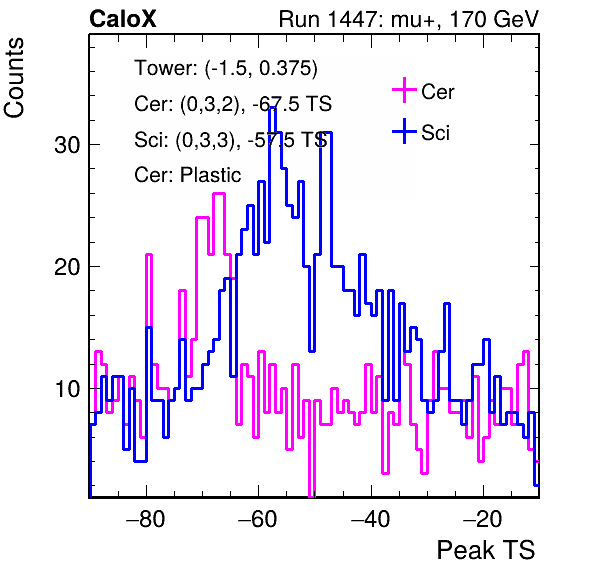 CaloX Run 1447: mu+, 170 GeV
Counts
Tower: (-1.5, 0.375)
Cer: (0,3,2), -67.5 TS
Sci: (0,3,3), -57.5 TS
Cer: Plastic
Cer
Sci
30
20
10
−80 −60 −40 −20
Peak TS